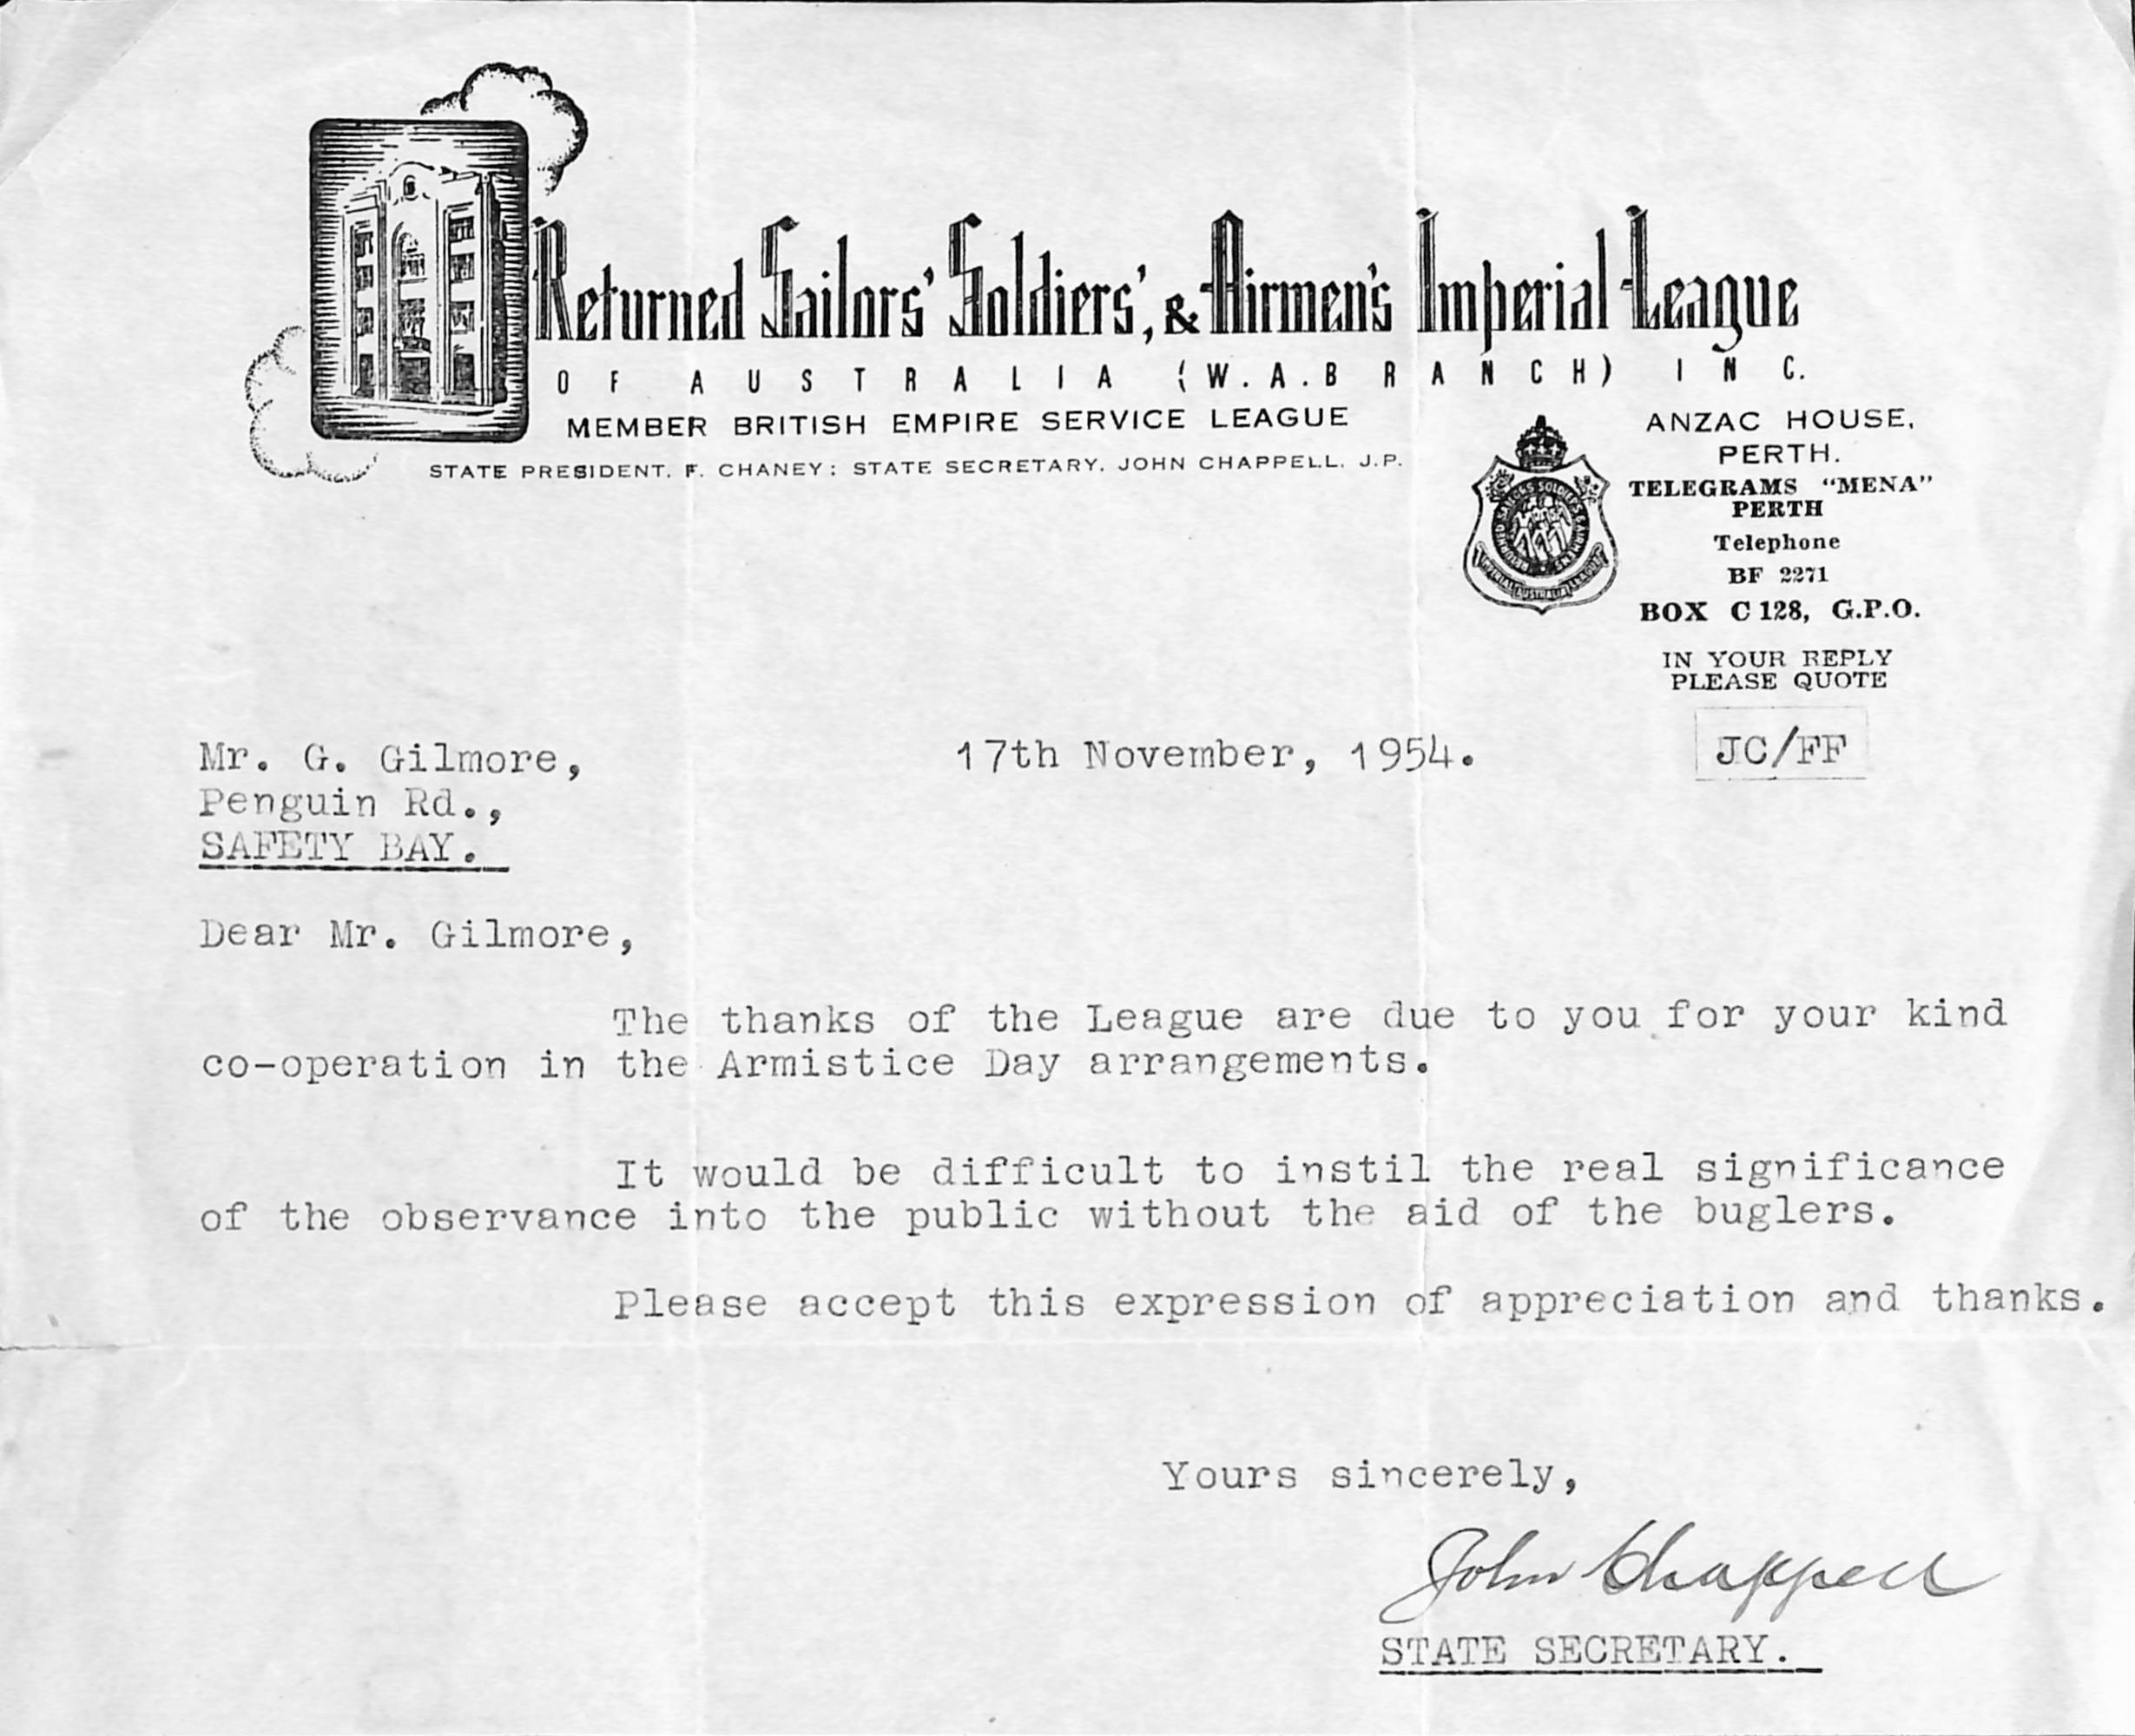 Returned Sailors' Soldiers', & Airmen's Imperial League
OF AUSTRALIA (W.A. BRANCH) INC.
MEMBER BRITISH EMPIRE SERVICE LEAGUE
STATE PRESIDENT. F. CHANEY: STATE SECRETARY. JOHN CHAPPELL. J.P.
ANZAC HOUSE,
PERTH.
TELEGRAMS "MENA"
PERTH
Telephone
BF 2271
BOX C 128, G.P.O.
IN YOUR REPLY
PLEASE QUOTE
JC/FF
17th November, 1954.
Mr. G. Gilmore,
Penguin Rd.,
SAFETY BAY.
Dear Mr. Gilmore,
The thanks of the League are due to you for your kind
co-operation in the Armistice Day arrangements.
It would be difficult to instil the real significance
of the observance into the public without the aid of the buglers.
Please accept this expression of appreciation and thanks.
Yours sincerely,
John Chappell
STATE SECRETARY.